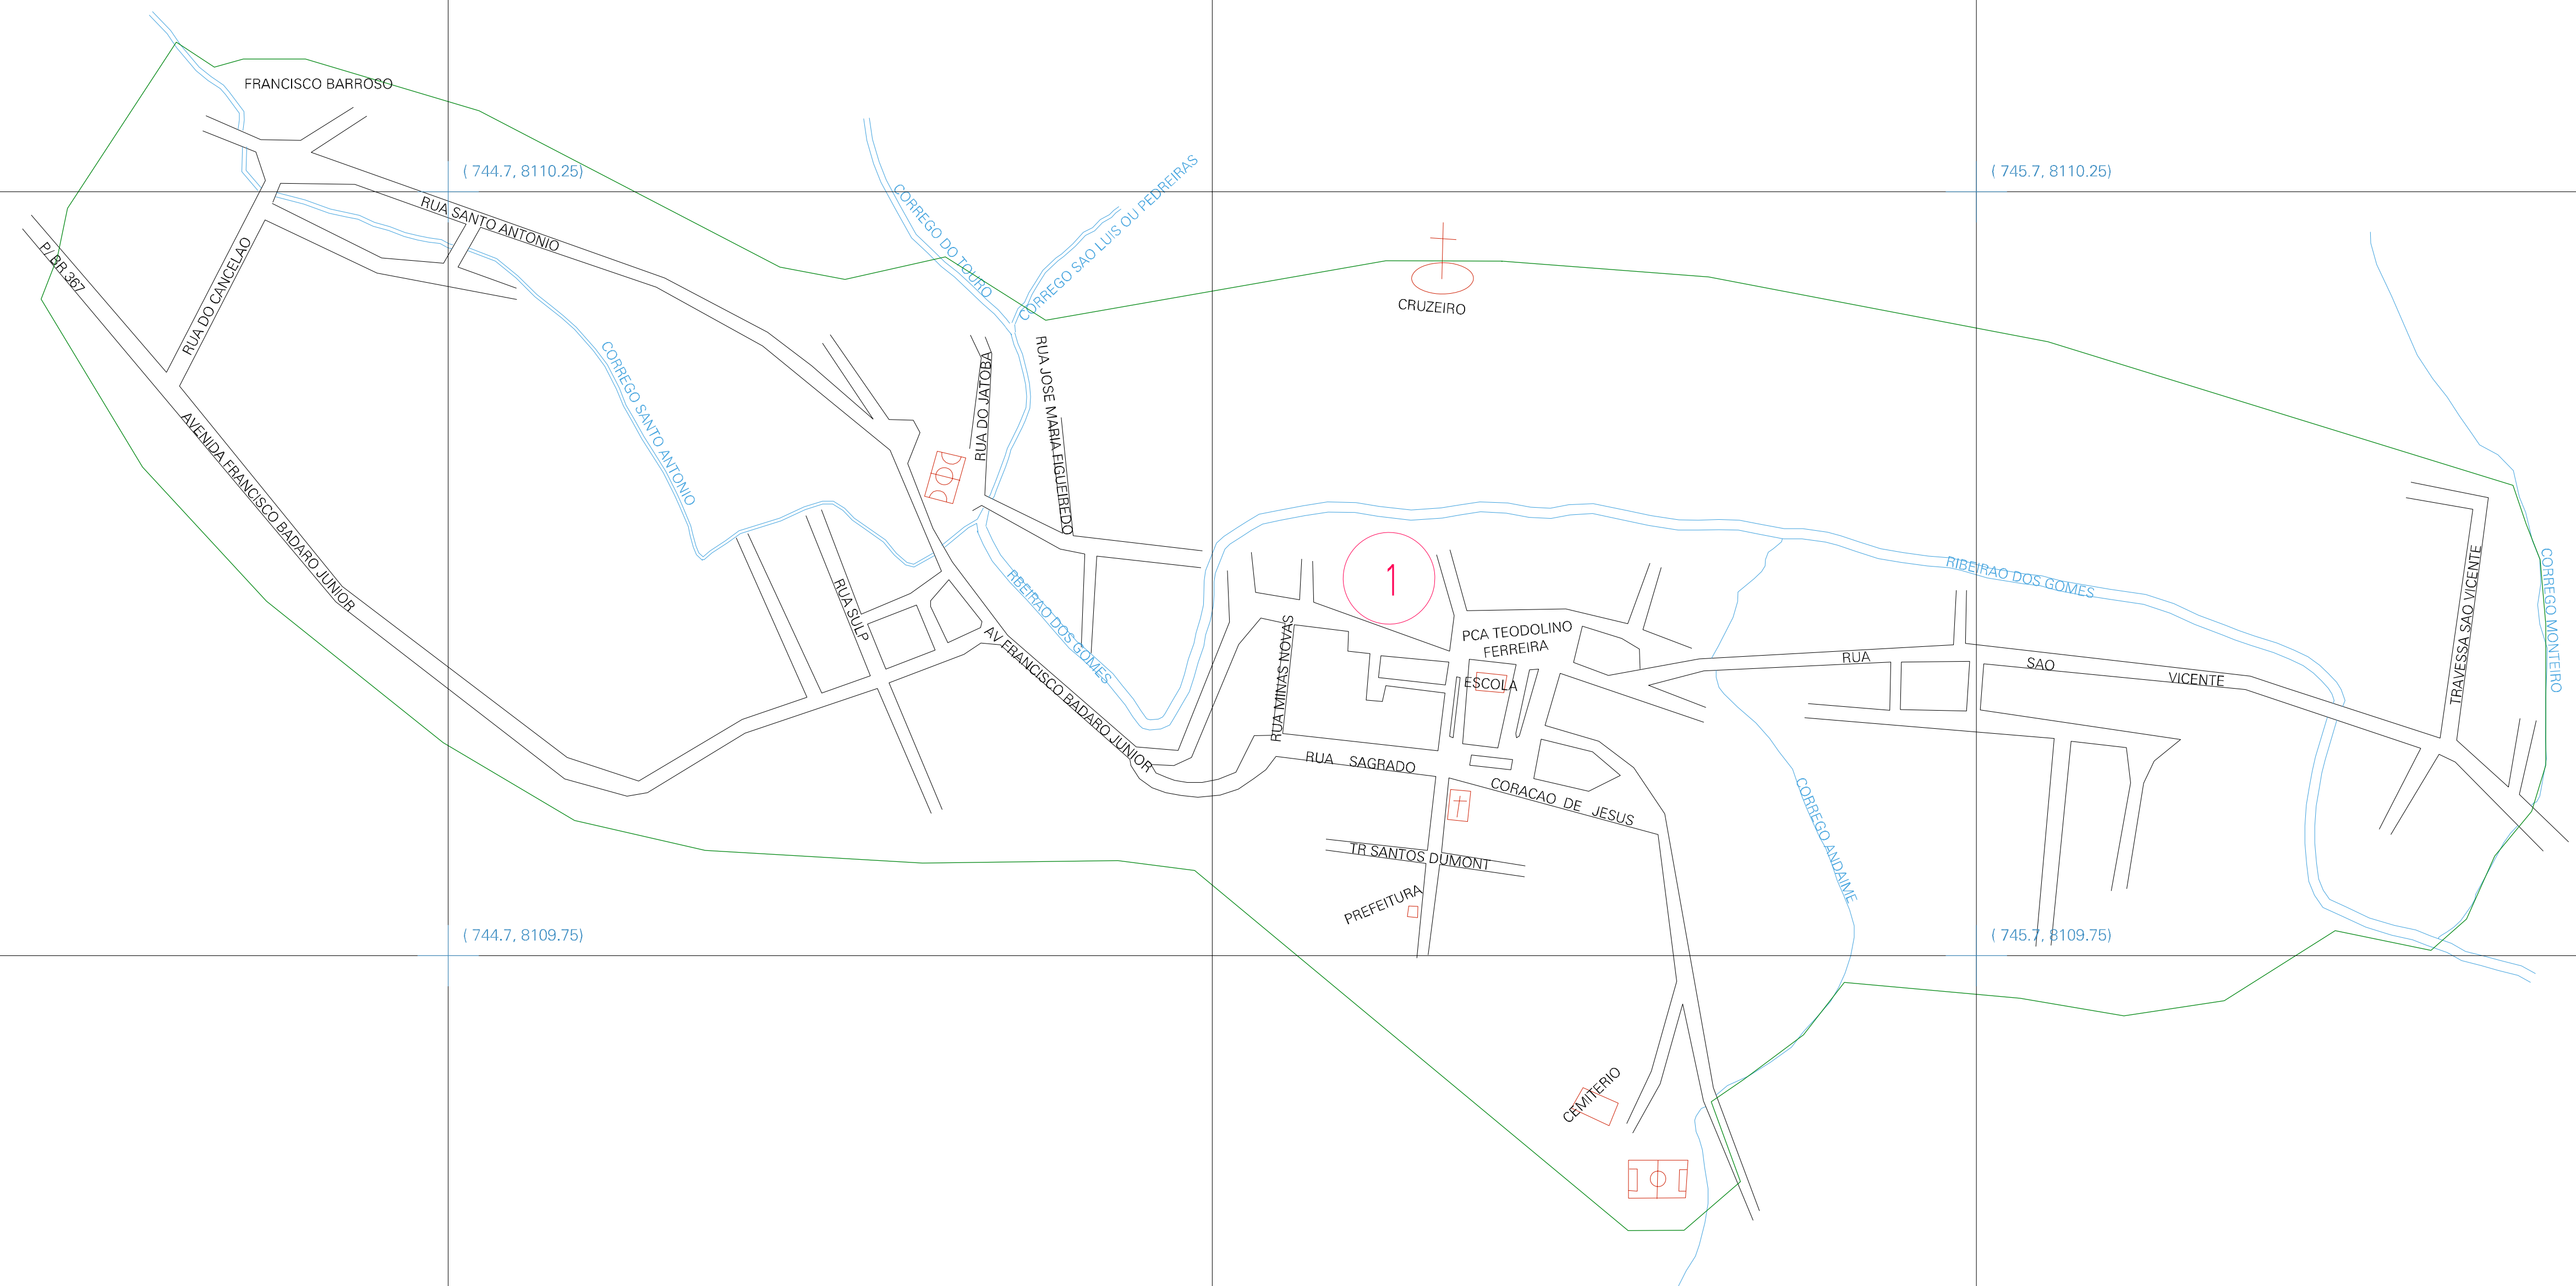 FRANCISCO BARROSO
( 744.7, 8110.25)
( 745.7, 8110.25)
CORREGO DO TOURO
CORREGO SAO LUIS OU PEDREIRAS
RUA SANTO ANTONIO
P/ BR 367
RUA DO CANCELAO
CRUZEIRO
CORREGO SANTO ANTONIO
RUA DO JATOBA
RUA JOSE MARIA FIGUEIREDO
AVENIDA FRANCISCO BADARO JUNIOR
RUA SULP
RBEIRAO DOS GOMES
AV FRANCISCO BADARO JUNIOR
1
RUA MINAS NOVAS
PCA TEODOLINO
FERREIRA
ESCOLA
RIBEIRAO DOS GOMES
RUA SAO VICENTE
TRAVESSA SAO VICENTE
CORREGO MONTEIRO
RUA SAGRADO CORACAO DE JESUS
CORREGO ANDAIME
TR SANTOS DUMONT
PREFEITURA
( 744.7, 8109.75)
( 745.7, 8109.75)
CEMITERIO